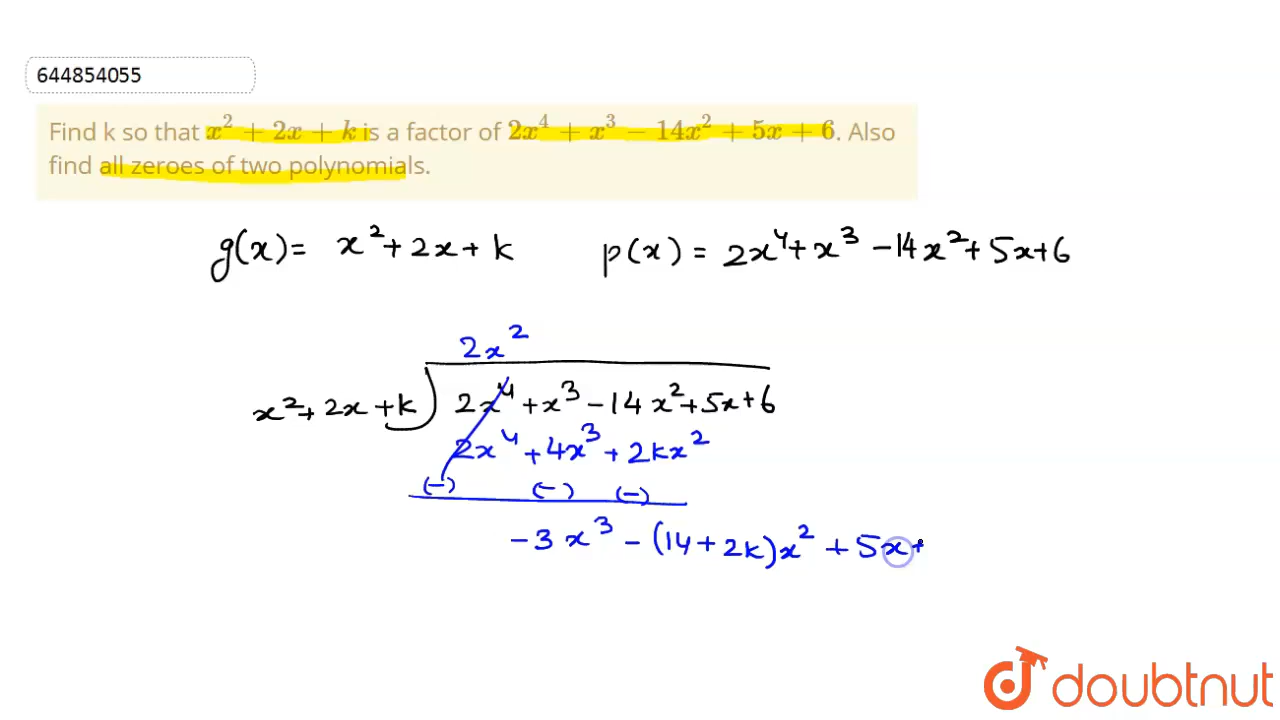 644854055
Find k so that x² + 2x + k is a factor of 2x⁴ + x³ − 14x² + 5x + 6. Also
find all zeroes of two polynomials.
g(x) = x² + 2x + k p(x) = 2x⁴ + x³ − 14x² + 5x + 6
2x²
x² + 2x + k ) 2x⁴ + x³ − 14x² + 5x + 6
2x⁴ + 4x³ + 2kx²
(−) (−) (−)
−3x³ − (14 + 2k)x² + 5x +
doubtnut